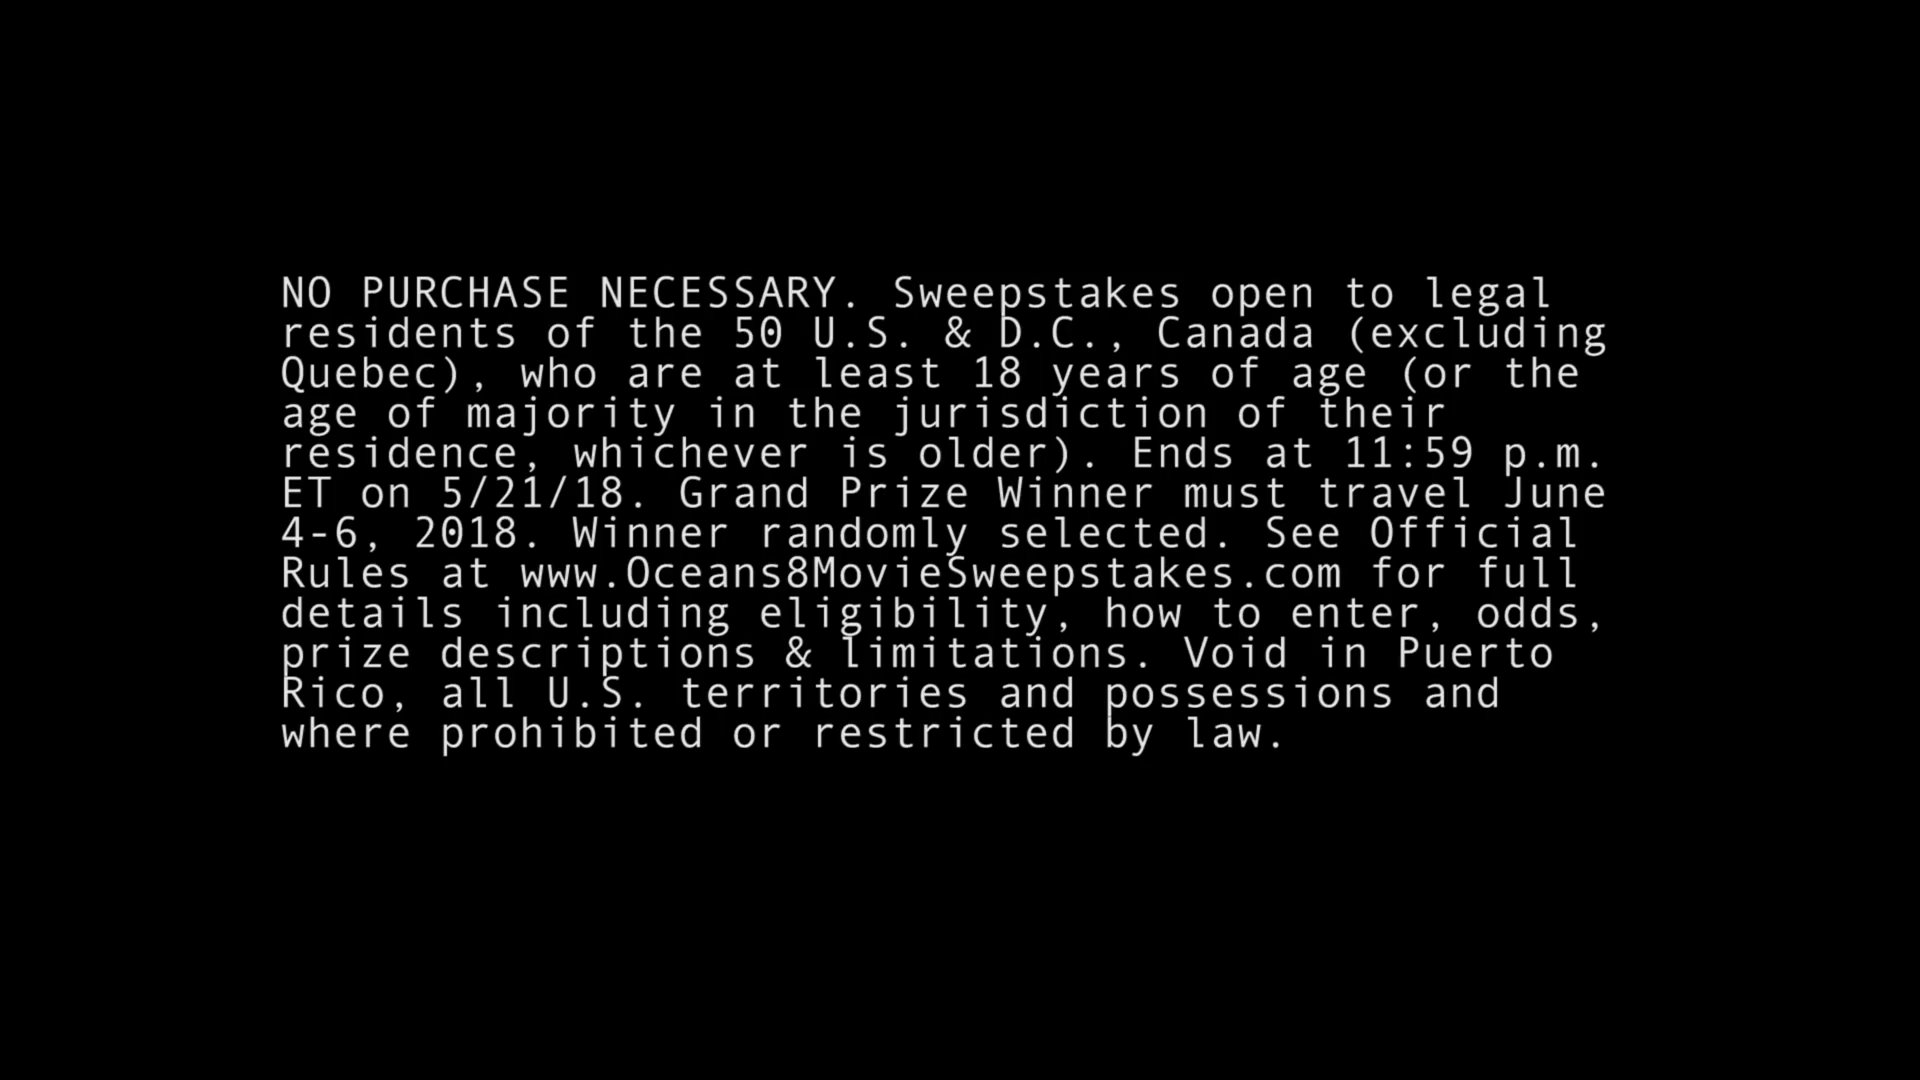 NO PURCHASE NECESSARY. Sweepstakes open to legal
residents of the 50 U.S. & D.C., Canada (excluding
Quebec), who are at least 18 years of age (or the
age of majority in the jurisdiction of their
residence, whichever is older). Ends at 11:59 p.m.
ET on 5/21/18. Grand Prize Winner must travel June
4-6, 2018. Winner randomly selected. See Official
Rules at www.Oceans8MovieSweepstakes.com for full
details including eligibility, how to enter, odds,
prize descriptions & limitations. Void in Puerto
Rico, all U.S. territories and possessions and
where prohibited or restricted by law.